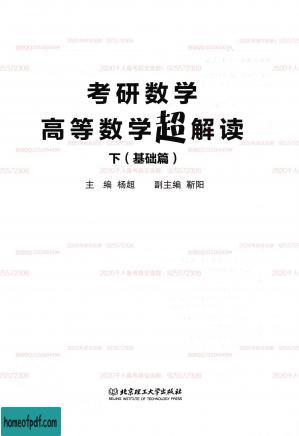 考研数学
高等数学超解读
下（基础篇）
主 编 杨超 副主编 靳阳
北京理工大学出版社
BEIJING INSTITUTE OF TECHNOLOGY PRESS
homeofpdf.com